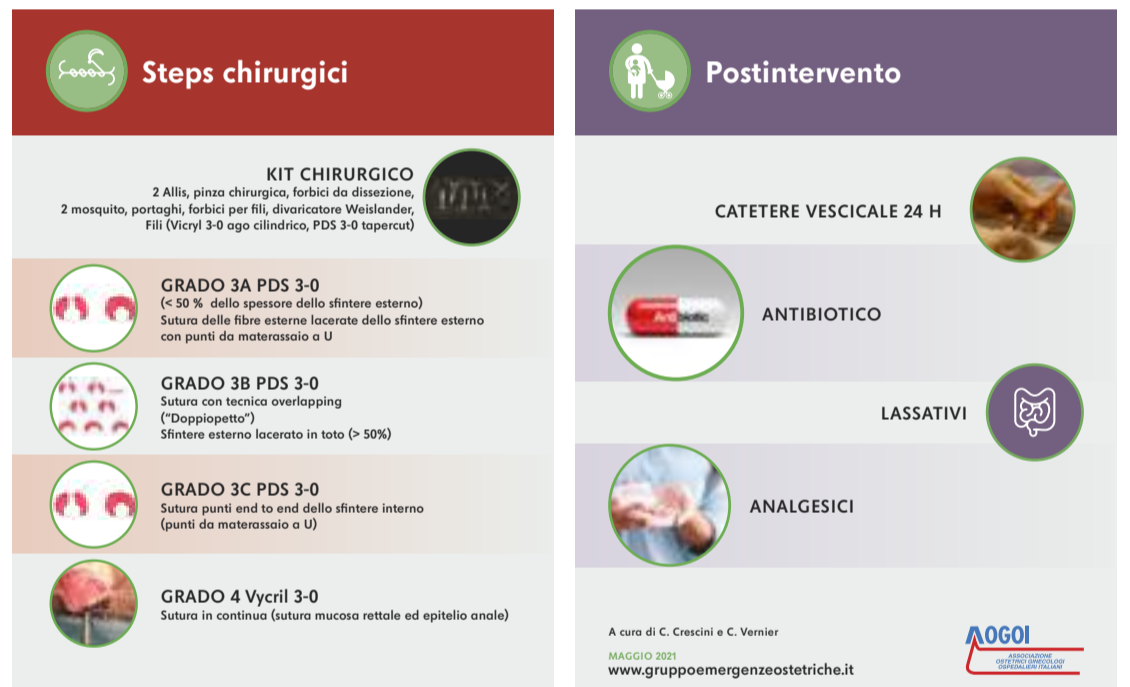 Steps chirurgici
KIT CHIRURGICO
2 Allis, pinza chirurgica, forbici da dissezione,
2 mosquito, portaghi, forbici per fili, divaricatore Weislander,
Fili (Vicryl 3-0 ago cilindrico, PDS 3-0 tapercut)
GRADO 3A PDS 3-0
(< 50 % dello spessore dello sfintere esterno)
Sutura delle fibre esterne lacerate dello sfintere esterno
con punti da materassaio a U
GRADO 3B PDS 3-0
Sutura con tecnica overlapping
(“Doppiopetto”)
Sfintere esterno lacerato in toto (> 50%)
GRADO 3C PDS 3-0
Sutura punti end to end dello sfintere interno
(punti da materassaio a U)
GRADO 4 Vycril 3-0
Sutura in continua (sutura mucosa rettale ed epitelio anale)
Postintervento
CATETERE VESCICALE 24 H
Antibiotic
ANTIBIOTICO
LASSATIVI
ANALGESICI
A cura di C. Crescini e C. Vernier
MAGGIO 2021
www.gruppoemergenzeostetriche.it
AOGOI
ASSOCIAZIONE
OSTETRICI GINECOLOGI
OSPEDALIERI ITALIANI